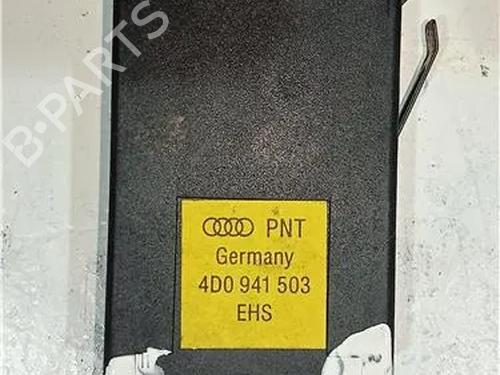 B-PARTS
PNT
Germany
4D0 941 503
EHS